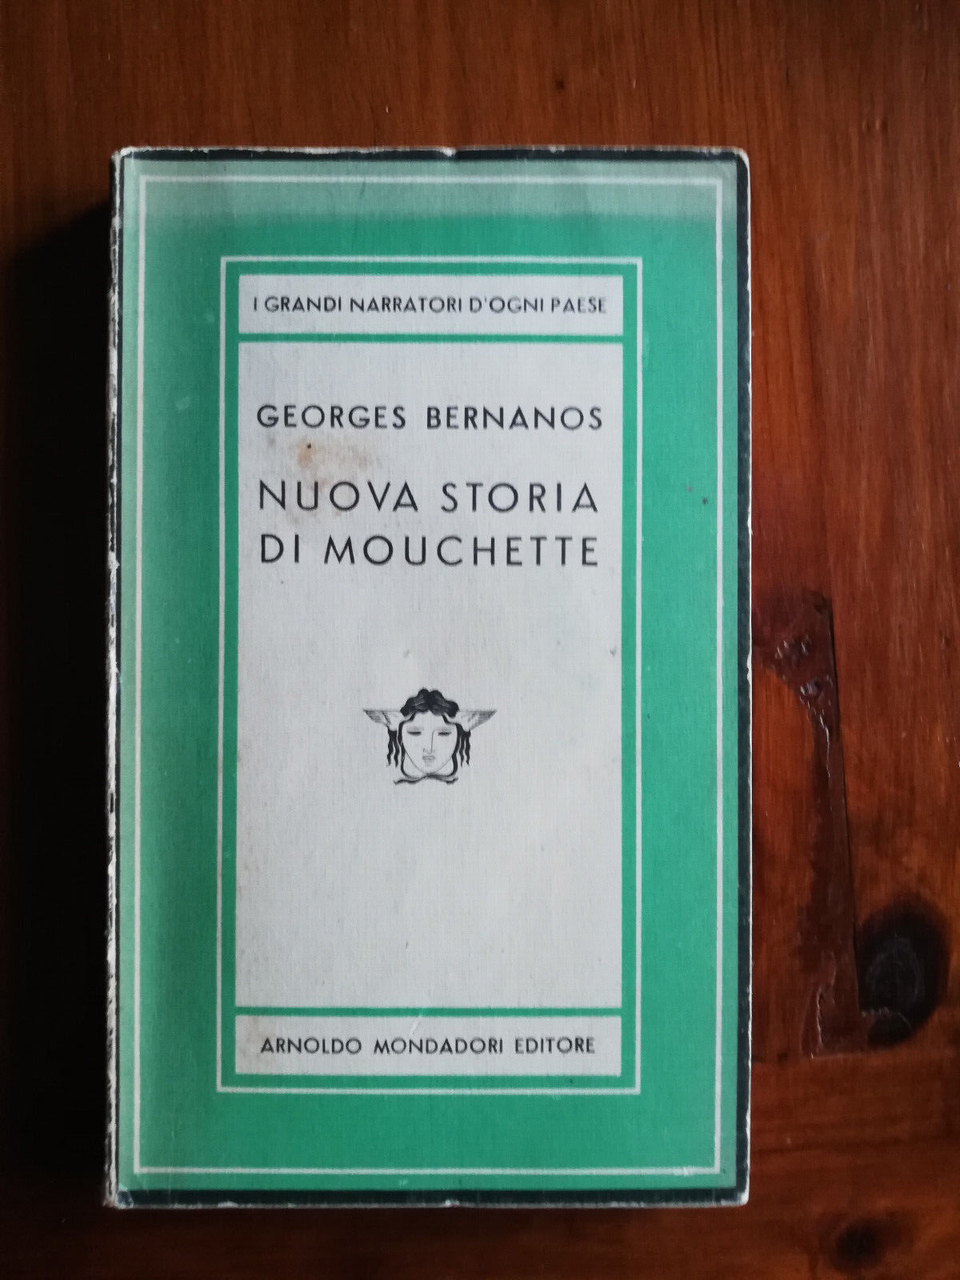 I GRANDI NARRATORI D'OGNI PAESE
GEORGES BERNANOS
NUOVA STORIA
DI MOUCHETTE
ARNOLDO MONDADORI EDITORE